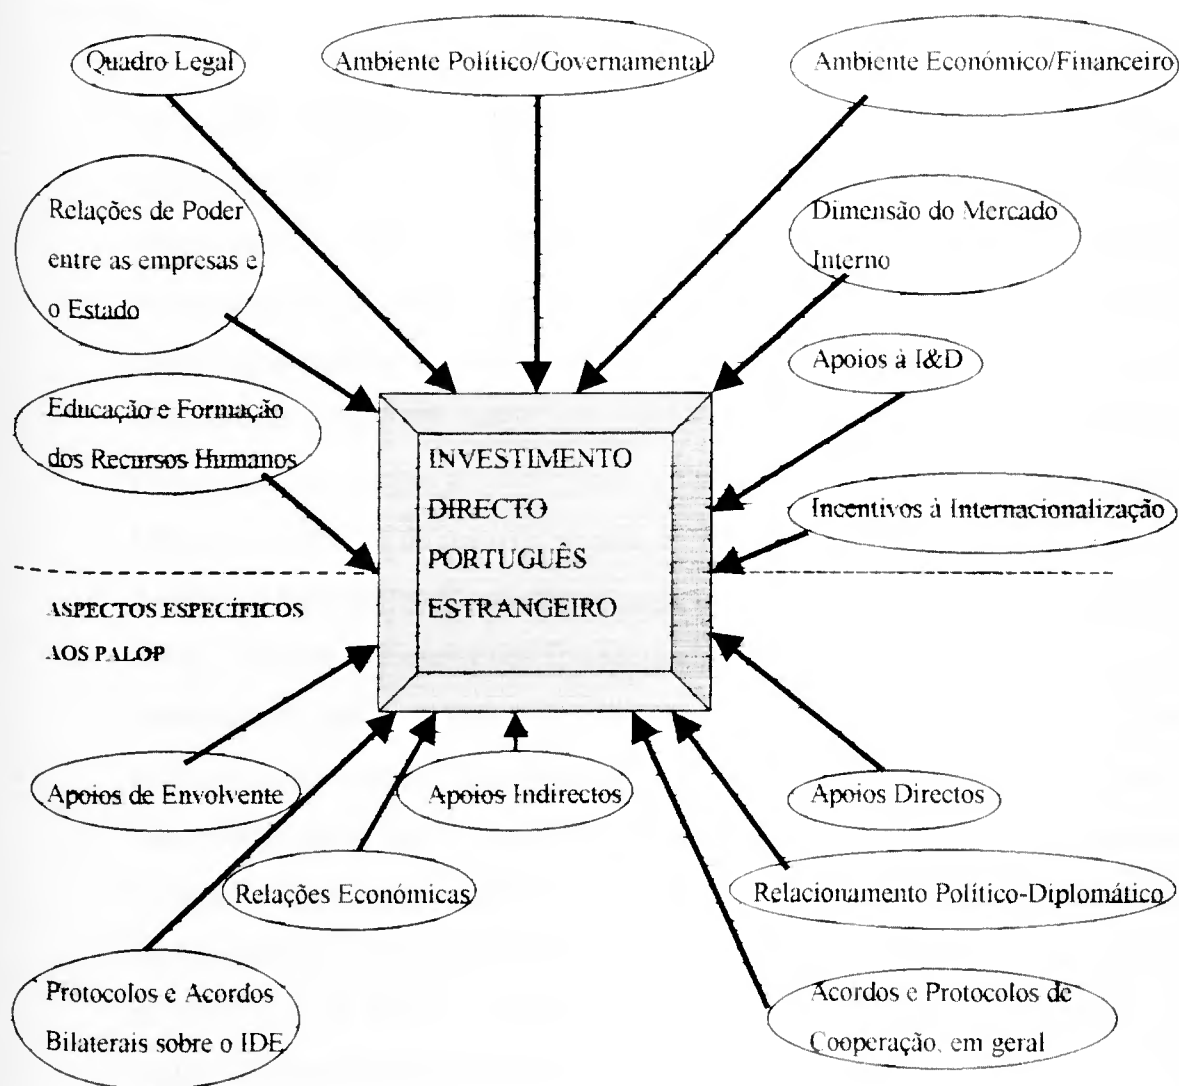 Quadro Legal
Ambiente Político/Governamental
Ambiente Económico/Financeiro
Relações de Poder
entre as empresas e
o Estado
Dimensão do Mercado
Interno
Apoios à I&D
Educação e Formação
dos Recursos Humanos
INVESTIMENTO
DIRECTO
PORTUGUÊS
ESTRANGEIRO
Incentivos à Internacionalização
ASPECTOS ESPECÍFICOS
AOS PALOP
Apoios de Envolvente
Apoios Indirectos
Apoios Directos
Relações Económicas
Relacionamento Político-Diplomático
Protocolos e Acordos
Bilaterais sobre o IDE
Acordos e Protocolos de
Cooperação, em geral